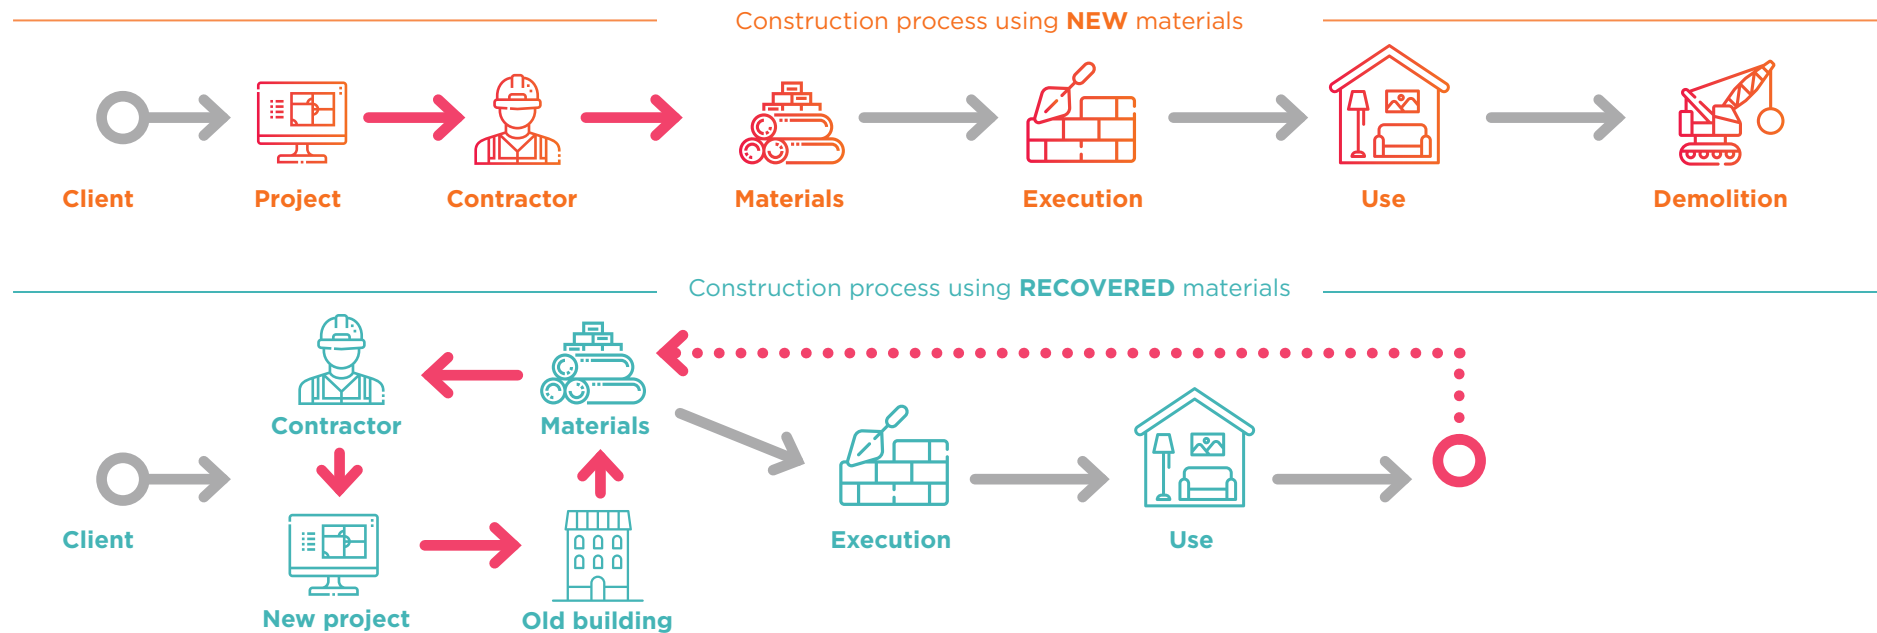 Construction process using NEW materials
Client
Project
Contractor
Materials
Execution
Use
Demolition
Construction process using RECOVERED materials
Contractor
Materials
Client
Execution
Use
New project
Old building